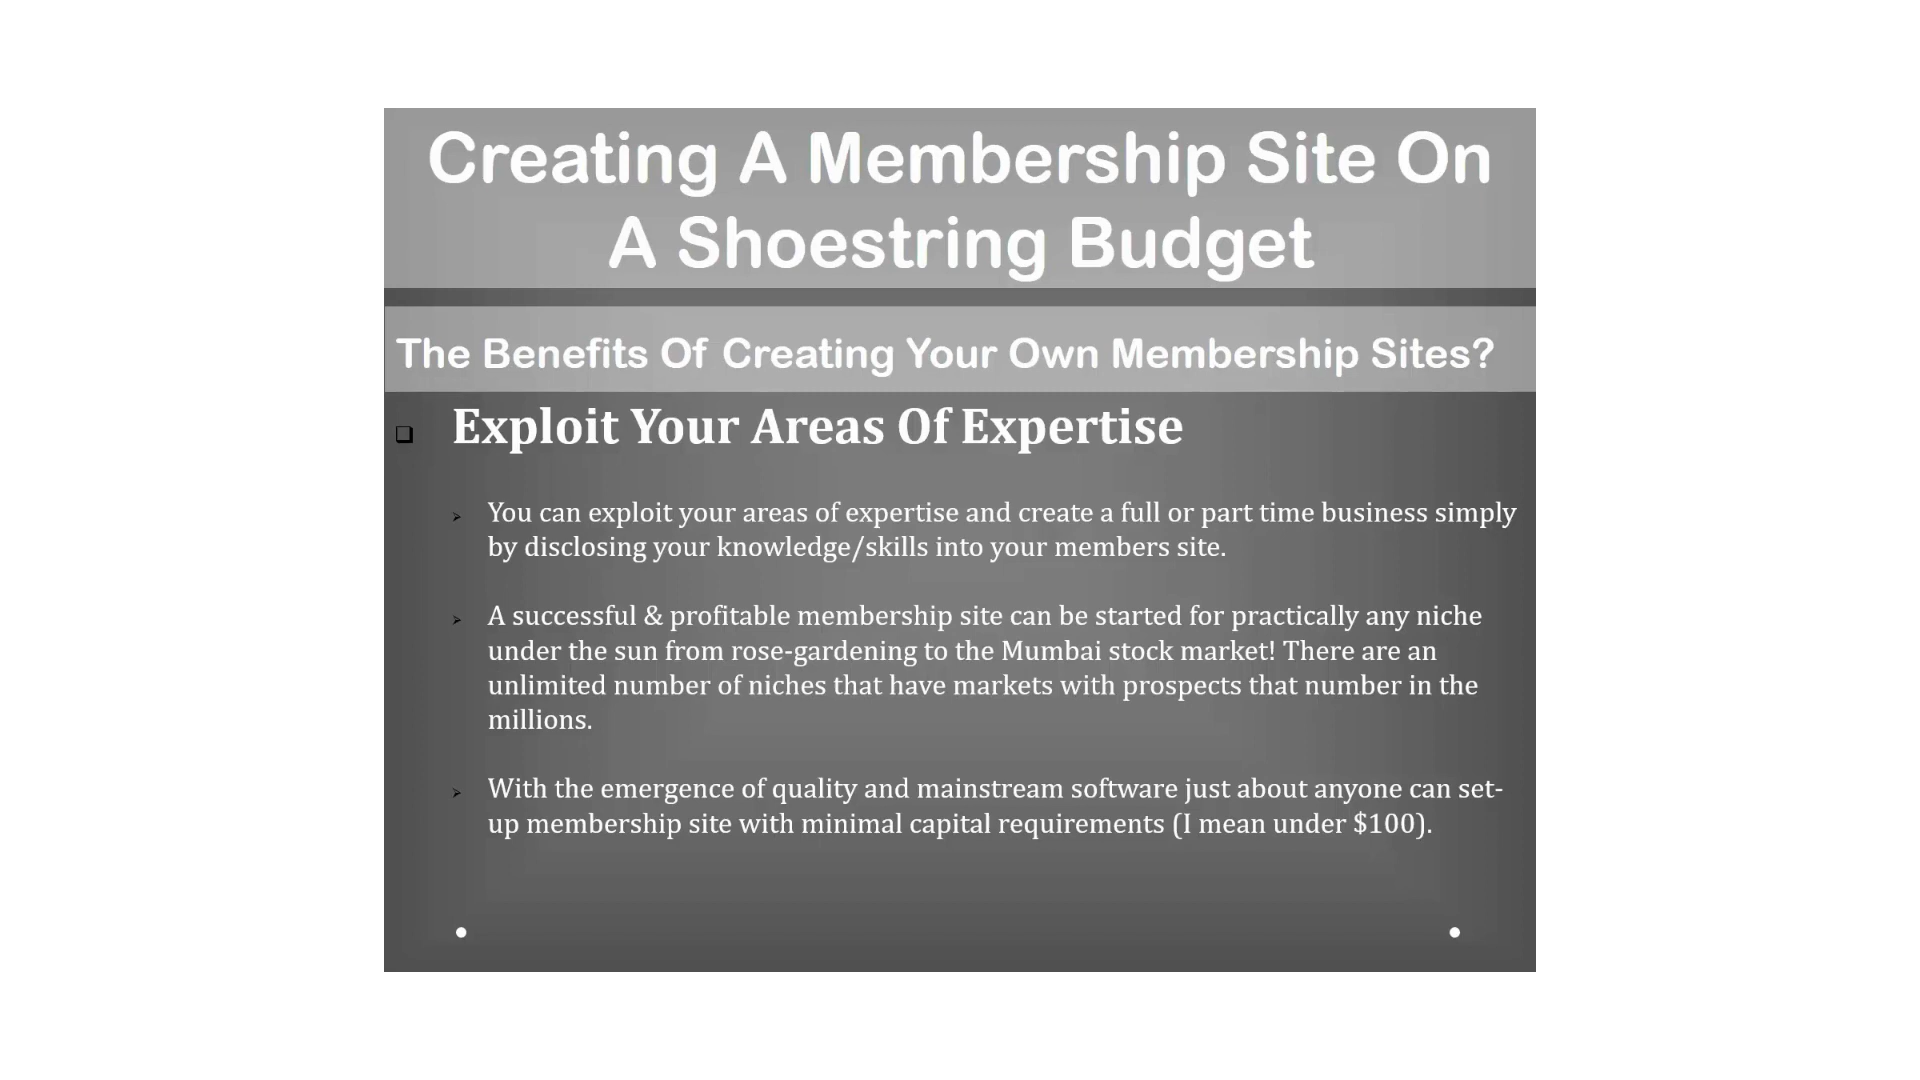 Creating A Membership Site On
A Shoestring Budget
The Benefits Of Creating Your Own Membership Sites?
Exploit Your Areas Of Expertise
You can exploit your areas of expertise and create a full or part time business simply
by disclosing your knowledge/skills into your members site.
A successful & profitable membership site can be started for practically any niche
under the sun from rose-gardening to the Mumbai stock market! There are an
unlimited number of niches that have markets with prospects that number in the
millions.
With the emergence of quality and mainstream software just about anyone can set-
up membership site with minimal capital requirements (I mean under $100).